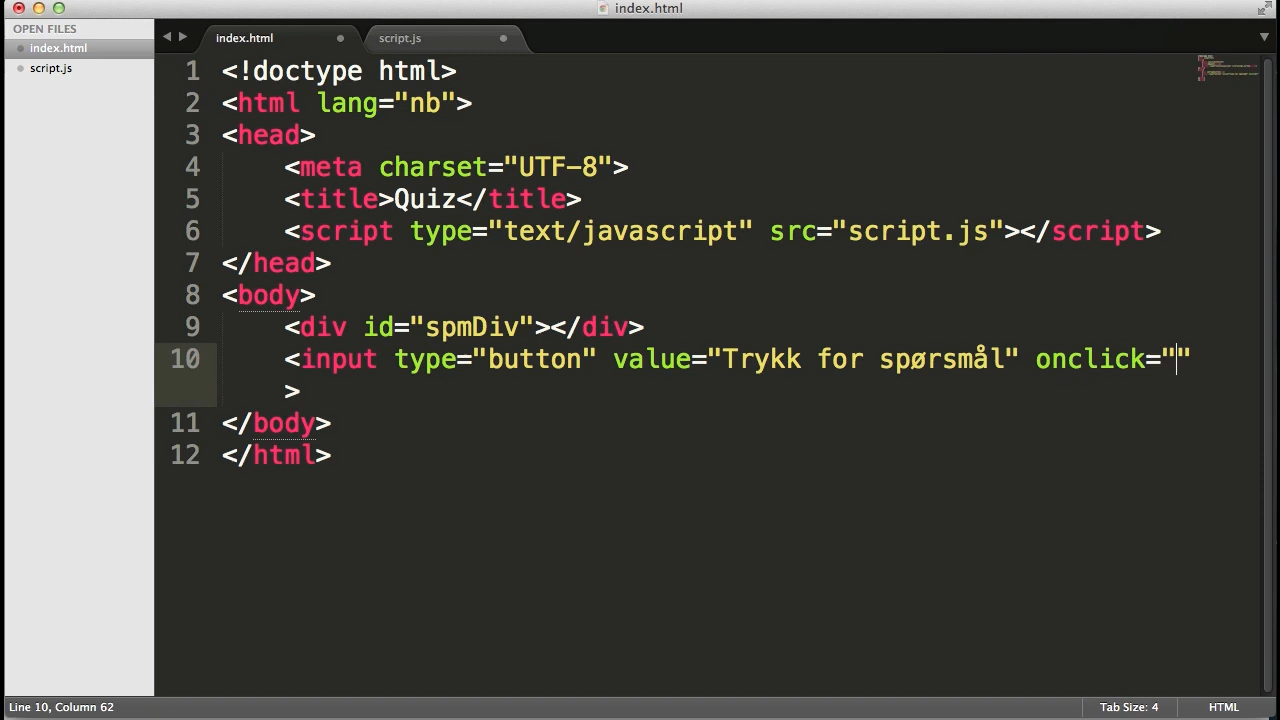 index.html
OPEN FILES
index.html
script.js
index.html
script.js
1 <!doctype html>
2 <html lang="nb">
3 <head>
4 <meta charset="UTF-8">
5 <title>Quiz</title>
6 <script type="text/javascript" src="script.js"></script>
7 </head>
8 <body>
9 <div id="spmDiv"></div>
10 <input type="button" value="Trykk for spørsmål" onclick=""
>
11 </body>
12 </html>
Line 10, Column 62
Tab Size: 4
HTML